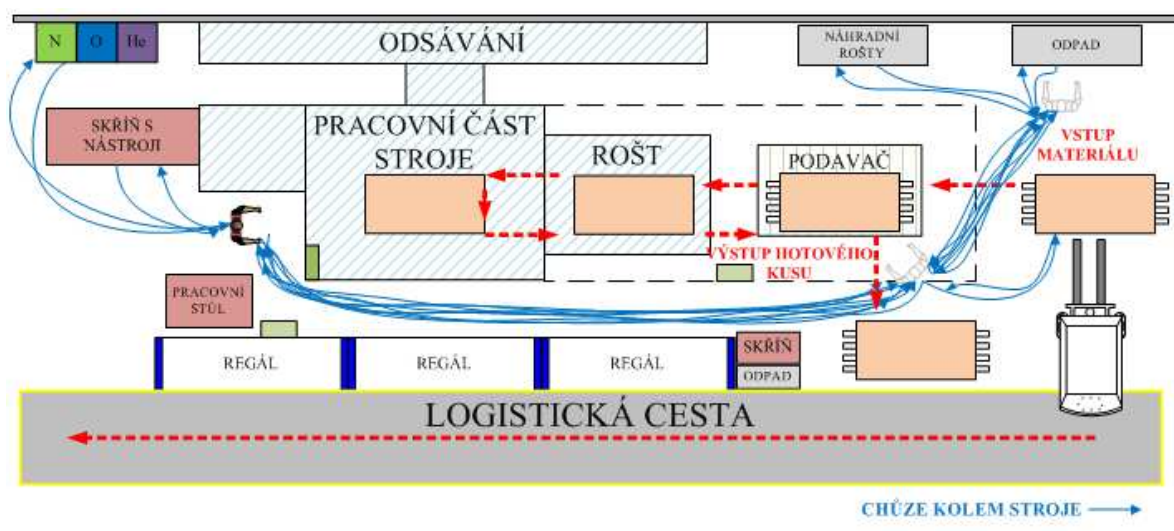 N O He
ODSÁVÁNÍ
NÁHRADNÍ
ROŠTY
ODPAD
SKŘÍŇ S
NÁSTROJI
PRACOVNÍ ČÁST
STROJE
ROŠT
PODAVAČ
VSTUP
MATERIÁLU
VÝSTUP HOTOVÉHO
KUSU
PRACOVNÍ
STŮL
REGÁL
REGÁL
REGÁL
SKŘÍŇ
ODPAD
LOGISTICKÁ CESTA
CHŮZE KOLEM STROJE